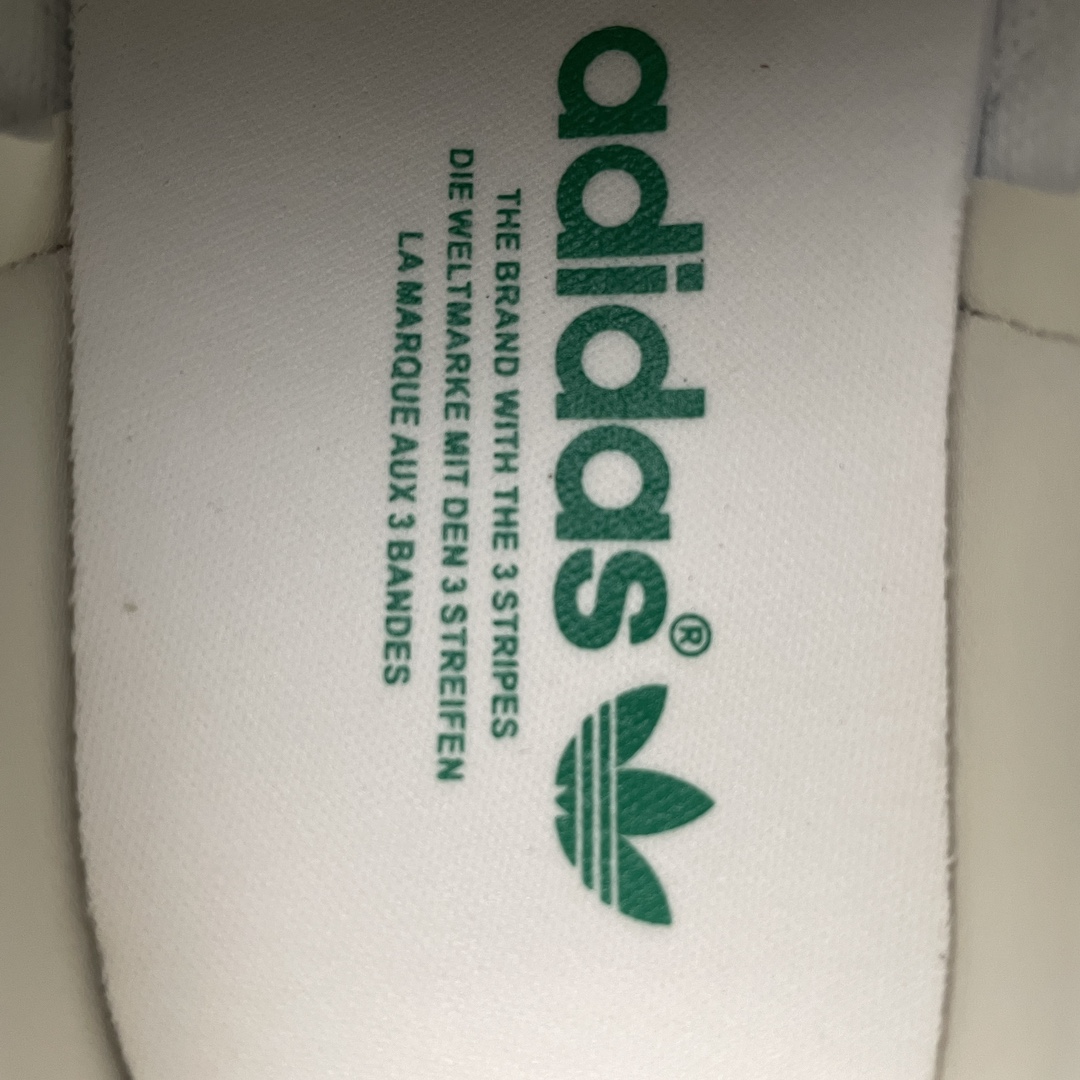 adidas®
THE BRAND WITH THE 3 STRIPES
DIE WELTMARKE MIT DEN 3 STREIFEN
LA MARQUE AUX 3 BANDES